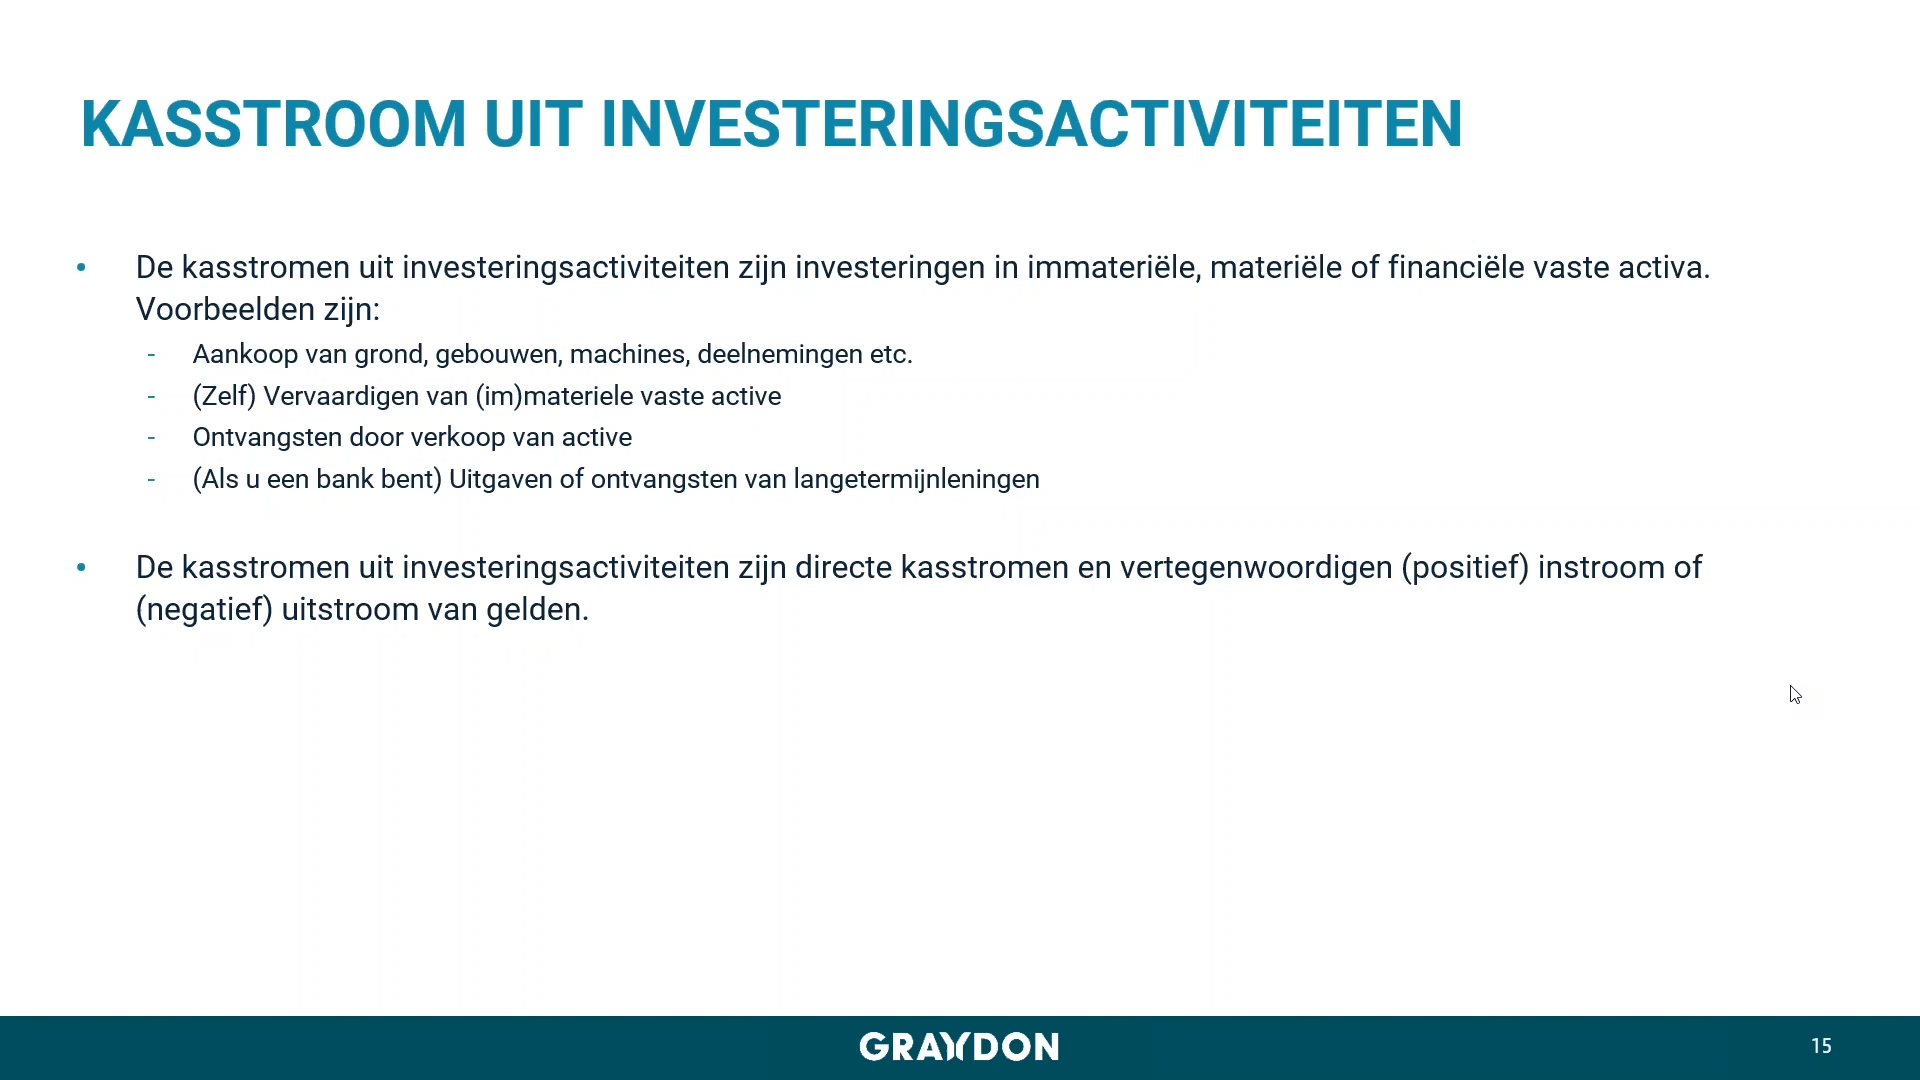 KASSTROOM UIT INVESTERINGSACTIVITEITEN
• De kasstromen uit investeringsactiviteiten zijn investeringen in immateriële, materiële of financiële vaste activa.
Voorbeelden zijn:
- Aankoop van grond, gebouwen, machines, deelnemingen etc.
- (Zelf) Vervaardigen van (im)materiele vaste active
- Ontvangsten door verkoop van active
- (Als u een bank bent) Uitgaven of ontvangsten van langetermijnleningen
• De kasstromen uit investeringsactiviteiten zijn directe kasstromen en vertegenwoordigen (positief) instroom of
(negatief) uitstroom van gelden.
GRAYDON
15